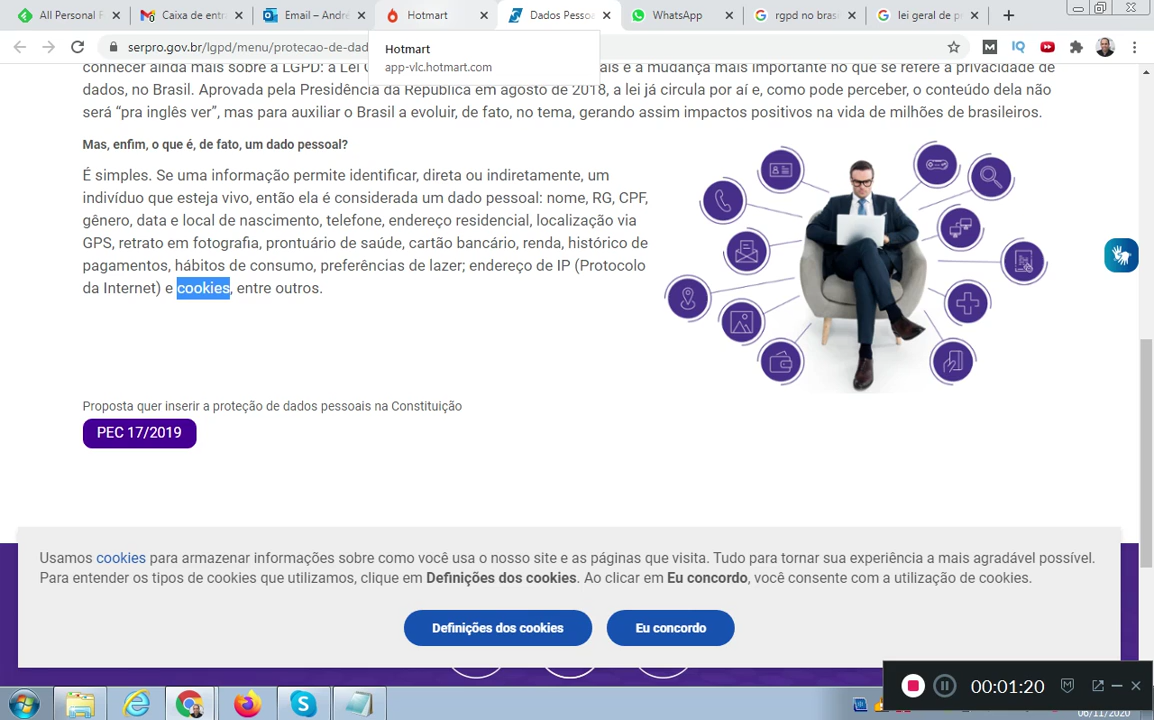 All Personal F
Caixa de entr
Email – Andre
Hotmart
Dados Pessoa
WhatsApp
rgpd no bras
lei geral de p
serpro.gov.br/lgpd/menu/protecao-de-dad
Hotmart
app-vlc.hotmart.com
conhecer ainda mais sobre a LGPD: a Lei G ais é a mudança mais importante no que se refere à privacidade de
dados, no Brasil. Aprovada pela Presidência da República em agosto de 2018, a lei já circula por aí e, como pode perceber, o conteúdo dela não
será “pra inglês ver”, mas para auxiliar o Brasil a evoluir, de fato, no tema, gerando assim impactos positivos na vida de milhões de brasileiros.
Mas, enfim, o que é, de fato, um dado pessoal?
É simples. Se uma informação permite identificar, direta ou indiretamente, um
indivíduo que esteja vivo, então ela é considerada um dado pessoal: nome, RG, CPF,
gênero, data e local de nascimento, telefone, endereço residencial, localização via
GPS, retrato em fotografia, prontuário de saúde, cartão bancário, renda, histórico de
pagamentos, hábitos de consumo, preferências de lazer; endereço de IP (Protocolo
da Internet) e cookies, entre outros.
Proposta quer inserir a proteção de dados pessoais na Constituição
PEC 17/2019
Usamos cookies para armazenar informações sobre como você usa o nosso site e as páginas que visita. Tudo para tornar sua experiência a mais agradável possível.
Para entender os tipos de cookies que utilizamos, clique em Definições dos cookies. Ao clicar em Eu concordo, você consente com a utilização de cookies.
Definições dos cookies
Eu concordo
00:01:20
06/11/2020